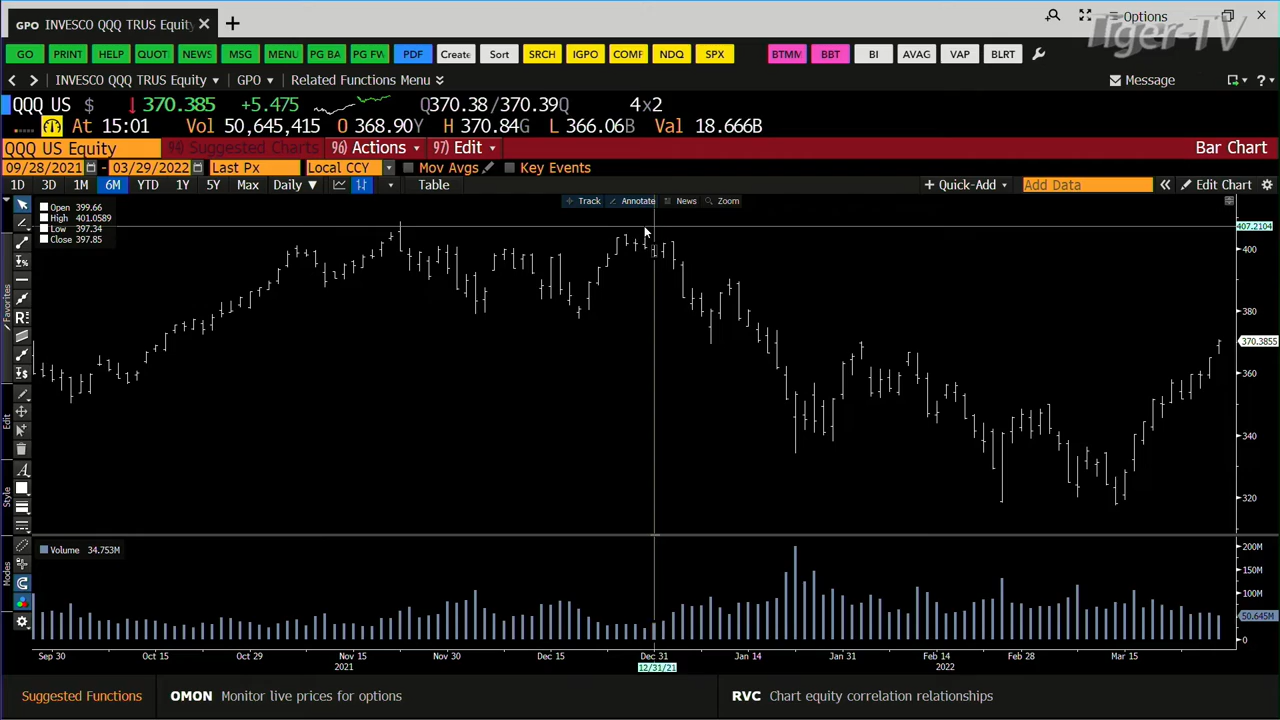 GPO INVESCO QQQ TRUS Equity
Options
Tiger-TV
GO PRINT HELP QUOT NEWS MSG MENU PG BA PG FW PDF Create Sort SRCH IGPO COMF NDQ SPX BTMM BBT BI AVAG VAP BLRT
INVESCO QQQ TRUS Equity GPO Related Functions Menu Message
QQQ US $ 370.385 +5.475 Q370.38/370.39Q 4x2
At 15:01 Vol 50,645,415 O 368.90Y H 370.84G L 366.06B Val 18.666B
QQQ US Equity 94) Suggested Charts 96) Actions 97) Edit Bar Chart
09/28/2021 - 03/29/2022 Last Px Local CCY Mov Avgs Key Events
1D 3D 1M 6M YTD 1Y 5Y Max Daily Table + Quick-Add Add Data Edit Chart
Track Annotate News Zoom
Open 399.66
High 401.0589
Low 397.34
Close 397.85
407.2104
400
380
370.3855
360
340
320
Favorites
Edit
Style
Modes
Volume 34.753M
200M
150M
100M
50.645M
0
Sep 30 Oct 15 Oct 29 Nov 15 Nov 30 Dec 15 Dec 31 Jan 14 Jan 31 Feb 14 Feb 28 Mar 15
2021 12/31/21 2022
Suggested Functions OMON Monitor live prices for options RVC Chart equity correlation relationships